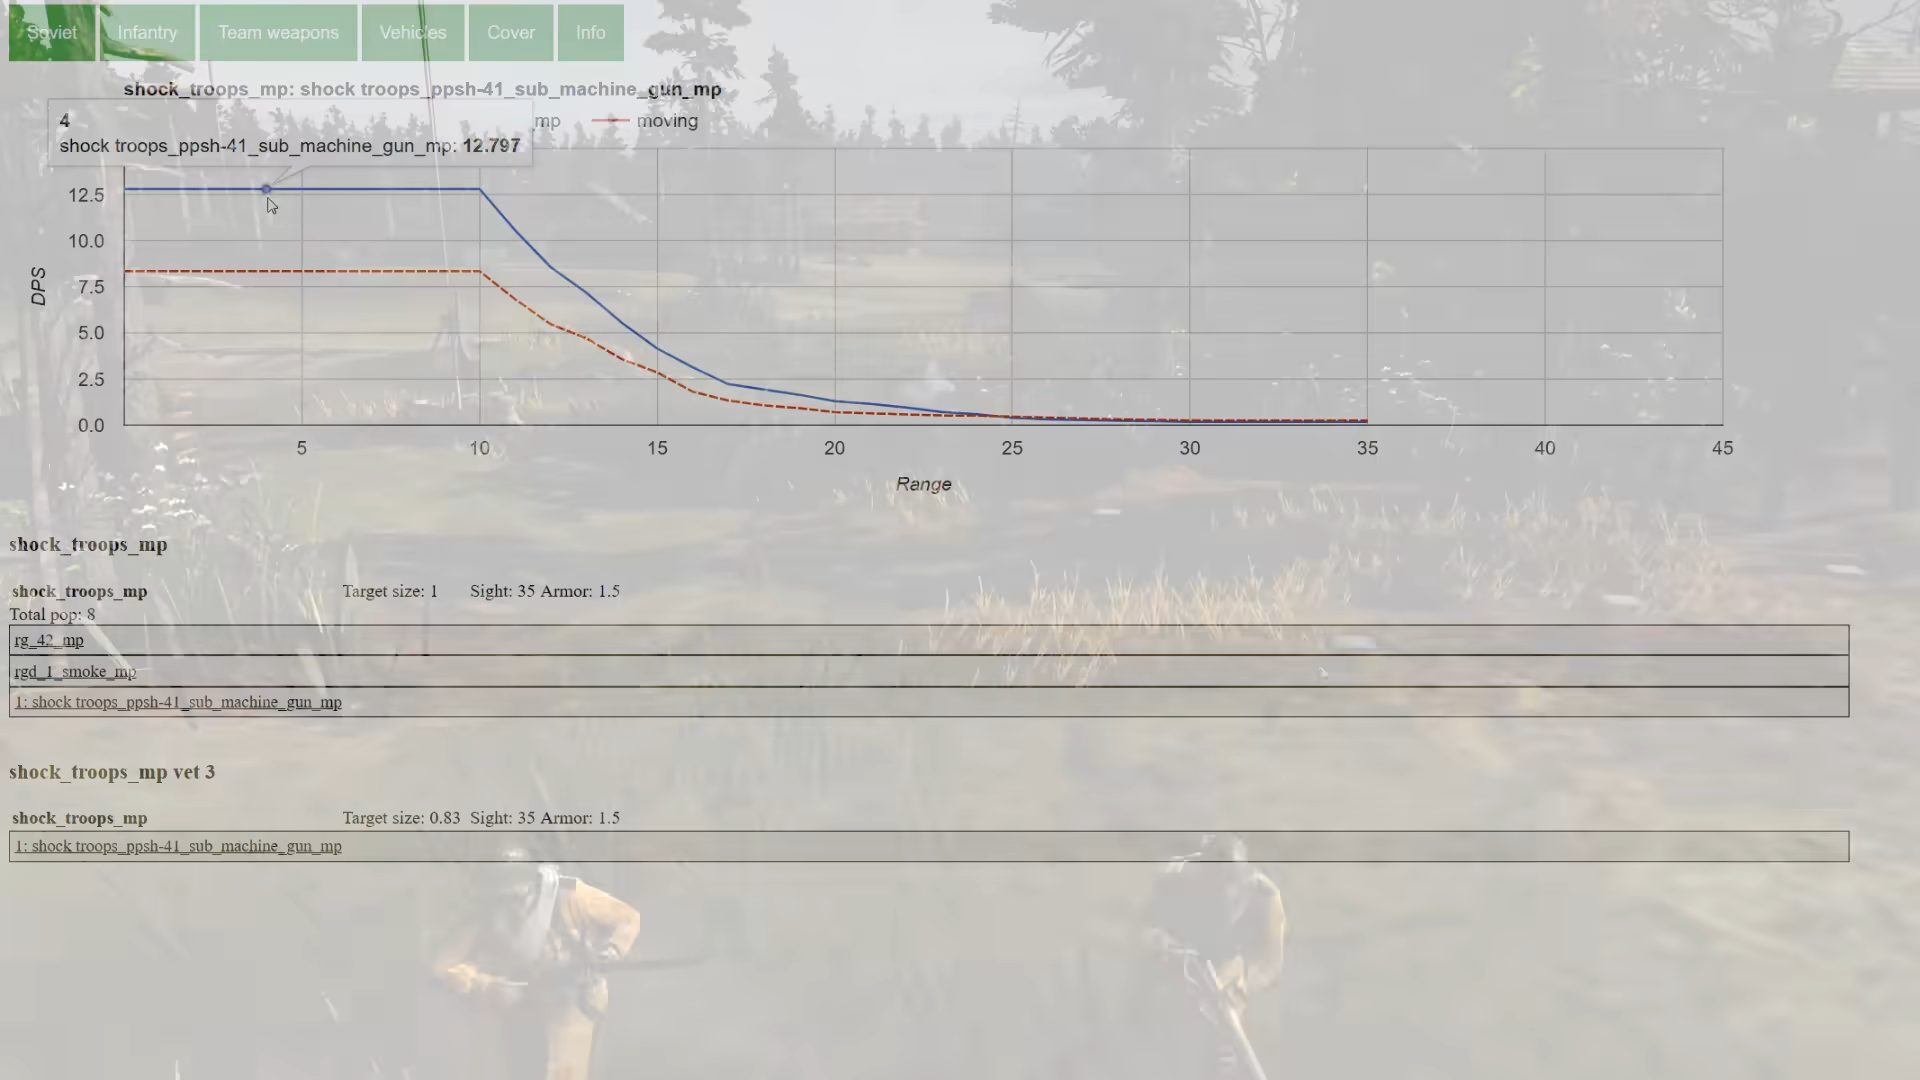 Soviet
Infantry
Team weapons
Vehicles
Cover
Info
shock_troops_mp: shock troops_ppsh-41_sub_machine_gun_mp
4
shock troops_ppsh-41_sub_machine_gun_mp: 12.797
mp
moving
DPS
12.5
10.0
7.5
5.0
2.5
0.0
5 10 15 20 25 30 35 40 45
Range
shock_troops_mp
shock_troops_mp Target size: 1 Sight: 35 Armor: 1.5
Total pop: 8
rg_42_mp
rgd_1_smoke_mp
1: shock troops_ppsh-41_sub_machine_gun_mp
shock_troops_mp vet 3
shock_troops_mp Target size: 0.83 Sight: 35 Armor: 1.5
1: shock troops_ppsh-41_sub_machine_gun_mp